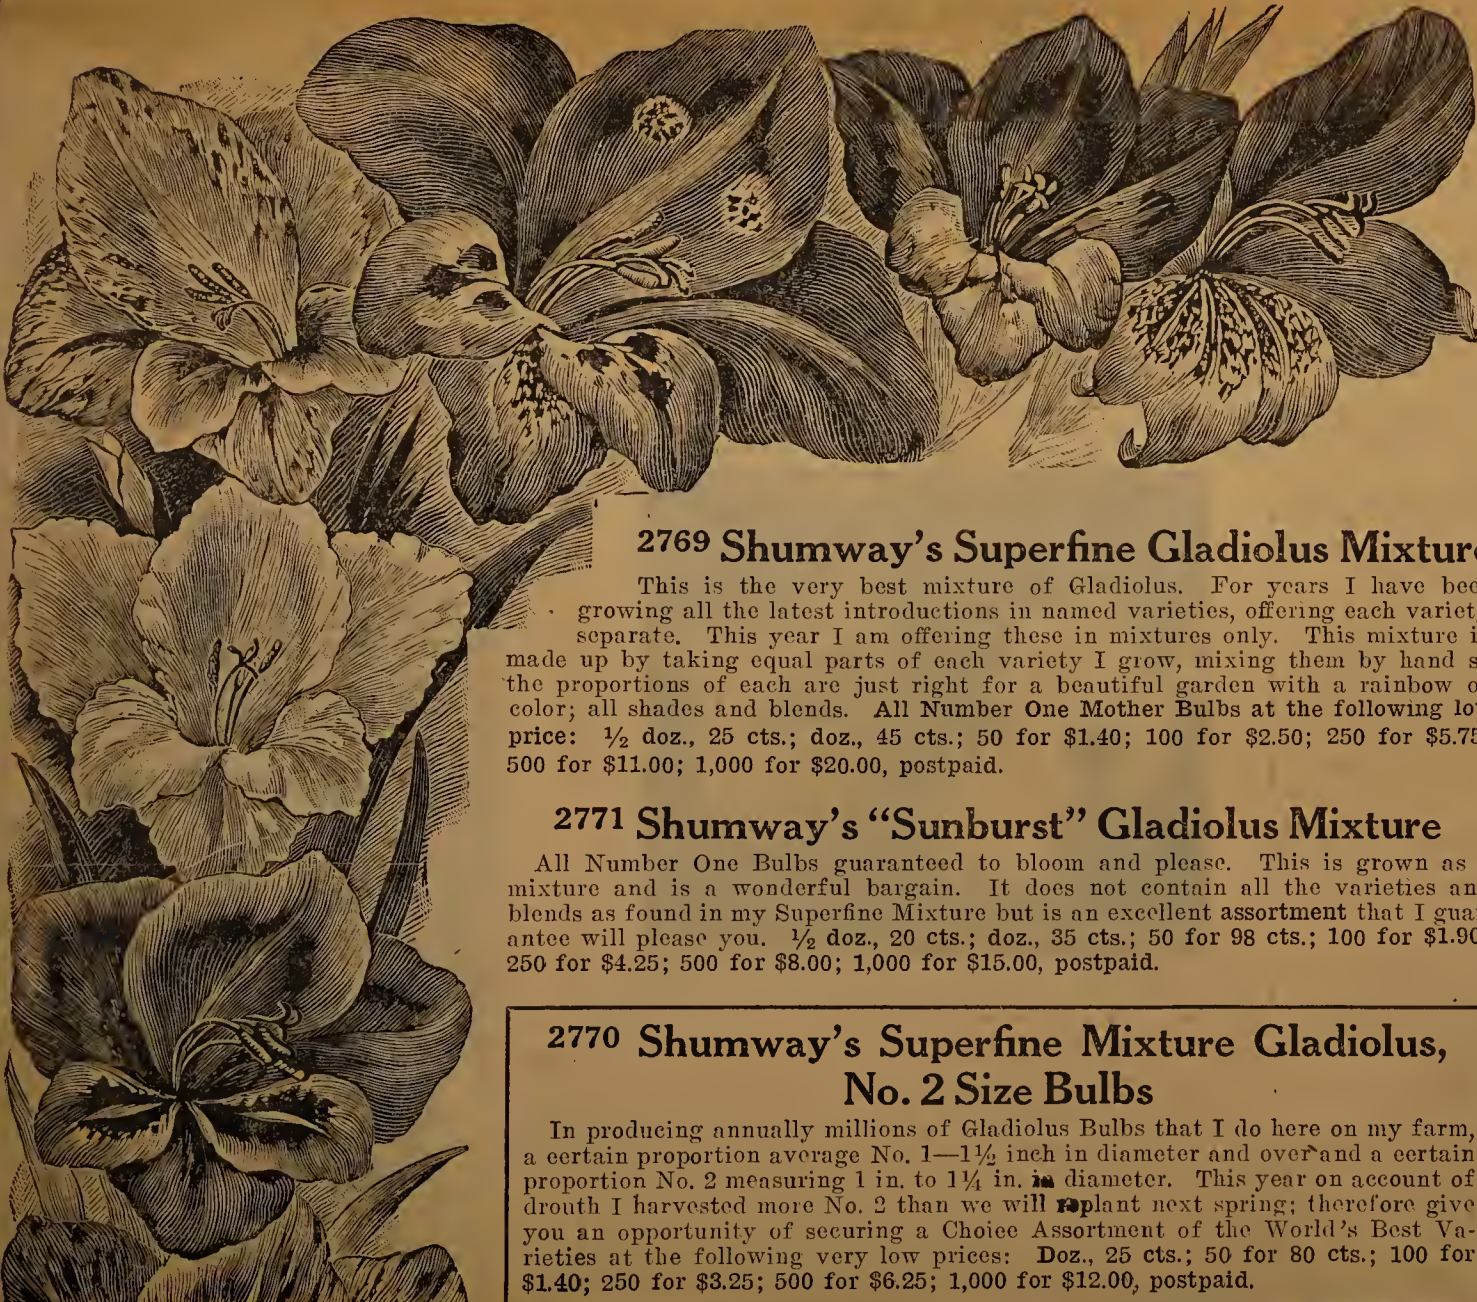 2769 Shumway's Superfine Gladiolus Mixture
This is the very best mixture of Gladiolus. For years I have bee
growing all the latest introductions in named varieties, offering each variet
separate. This year I am offering these in mixtures only. This mixture i
made up by taking equal parts of each variety I grow, mixing them by hand s
the proportions of each are just right for a beautiful garden with a rainbow o
color; all shades and blends. All Number One Mother Bulbs at the following lo
price: ½ doz., 25 cts.; doz., 45 cts.; 50 for $1.40; 100 for $2.50; 250 for $5.75
500 for $11.00; 1,000 for $20.00, postpaid.
2771 Shumway's “Sunburst” Gladiolus Mixture
All Number One Bulbs guaranteed to bloom and please. This is grown as
mixture and is a wonderful bargain. It does not contain all the varieties an
blends as found in my Superfine Mixture but is an excellent assortment that I gua
antee will please you. ½ doz., 20 cts.; doz., 35 cts.; 50 for 98 cts.; 100 for $1.90
250 for $4.25; 500 for $8.00; 1,000 for $15.00, postpaid.
2770 Shumway's Superfine Mixture Gladiolus,
No. 2 Size Bulbs
In producing annually millions of Gladiolus Bulbs that I do here on my farm,
a certain proportion average No. 1—1½ inch in diameter and over and a certain
proportion No. 2 measuring 1 in. to 1¼ in. in diameter. This year on account of
drouth I harvested more No. 2 than we will replant next spring; therefore give
you an opportunity of securing a Choice Assortment of the World's Best Va-
rieties at the following very low prices: Doz., 25 cts.; 50 for 80 cts.; 100 for
$1.40; 250 for $3.25; 500 for $6.25; 1,000 for $12.00, postpaid.